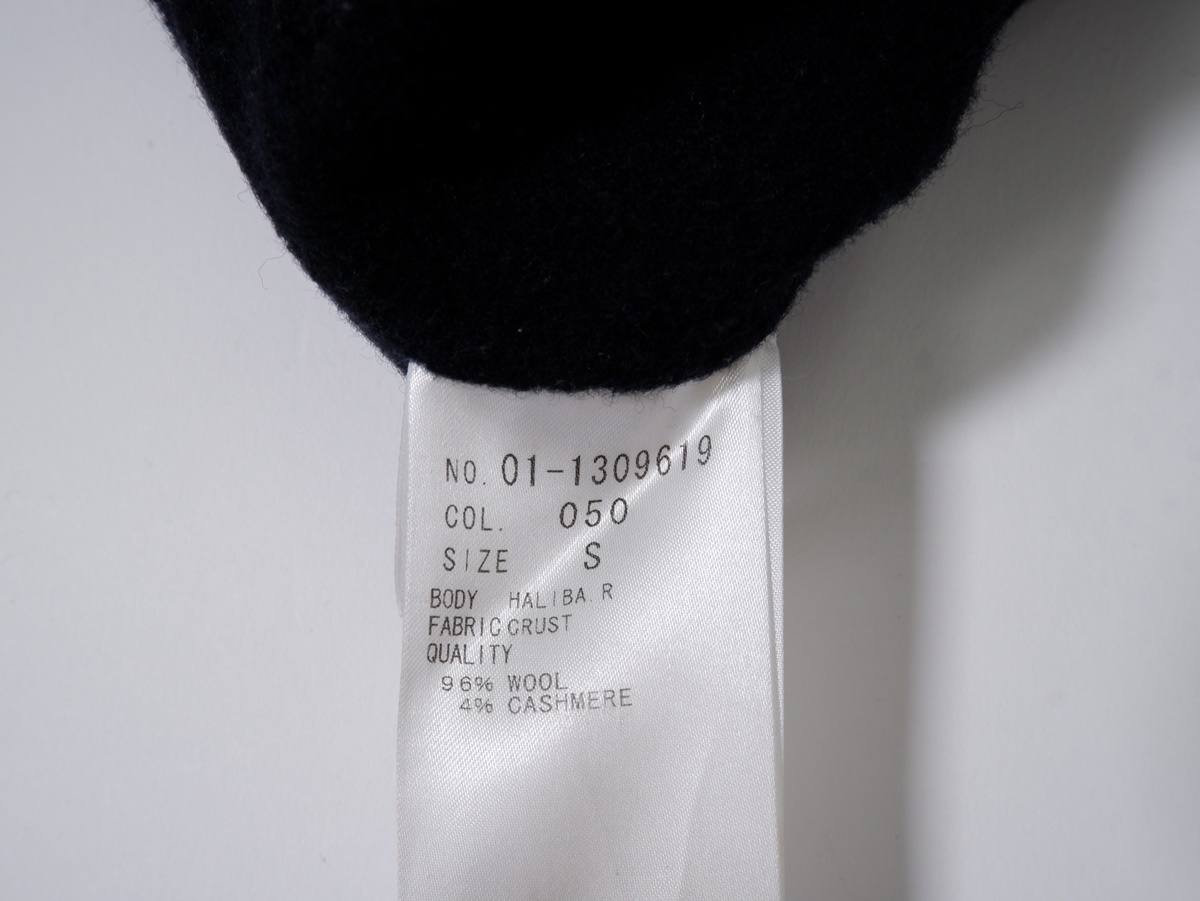 NO. 01-1309619
COL. 050
SIZE S
BODY HALIBA.R
FABRIC CRUST
QUALITY
96% WOOL
4% CASHMERE